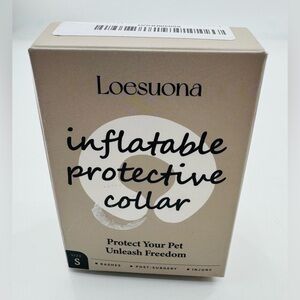 Loesuona
inflatable
protective
collar
Protect Your Pet
Unleash Freedom
S
RASHES POST-SURGERY INJURY